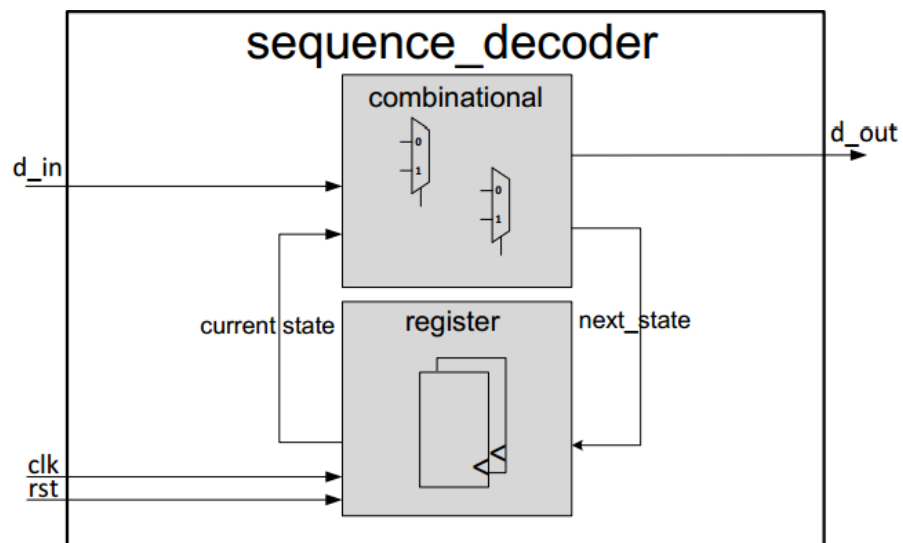 sequence_decoder
combinational
0
1
0
1
d_in
d_out
current state
register
next_state
clk
rst